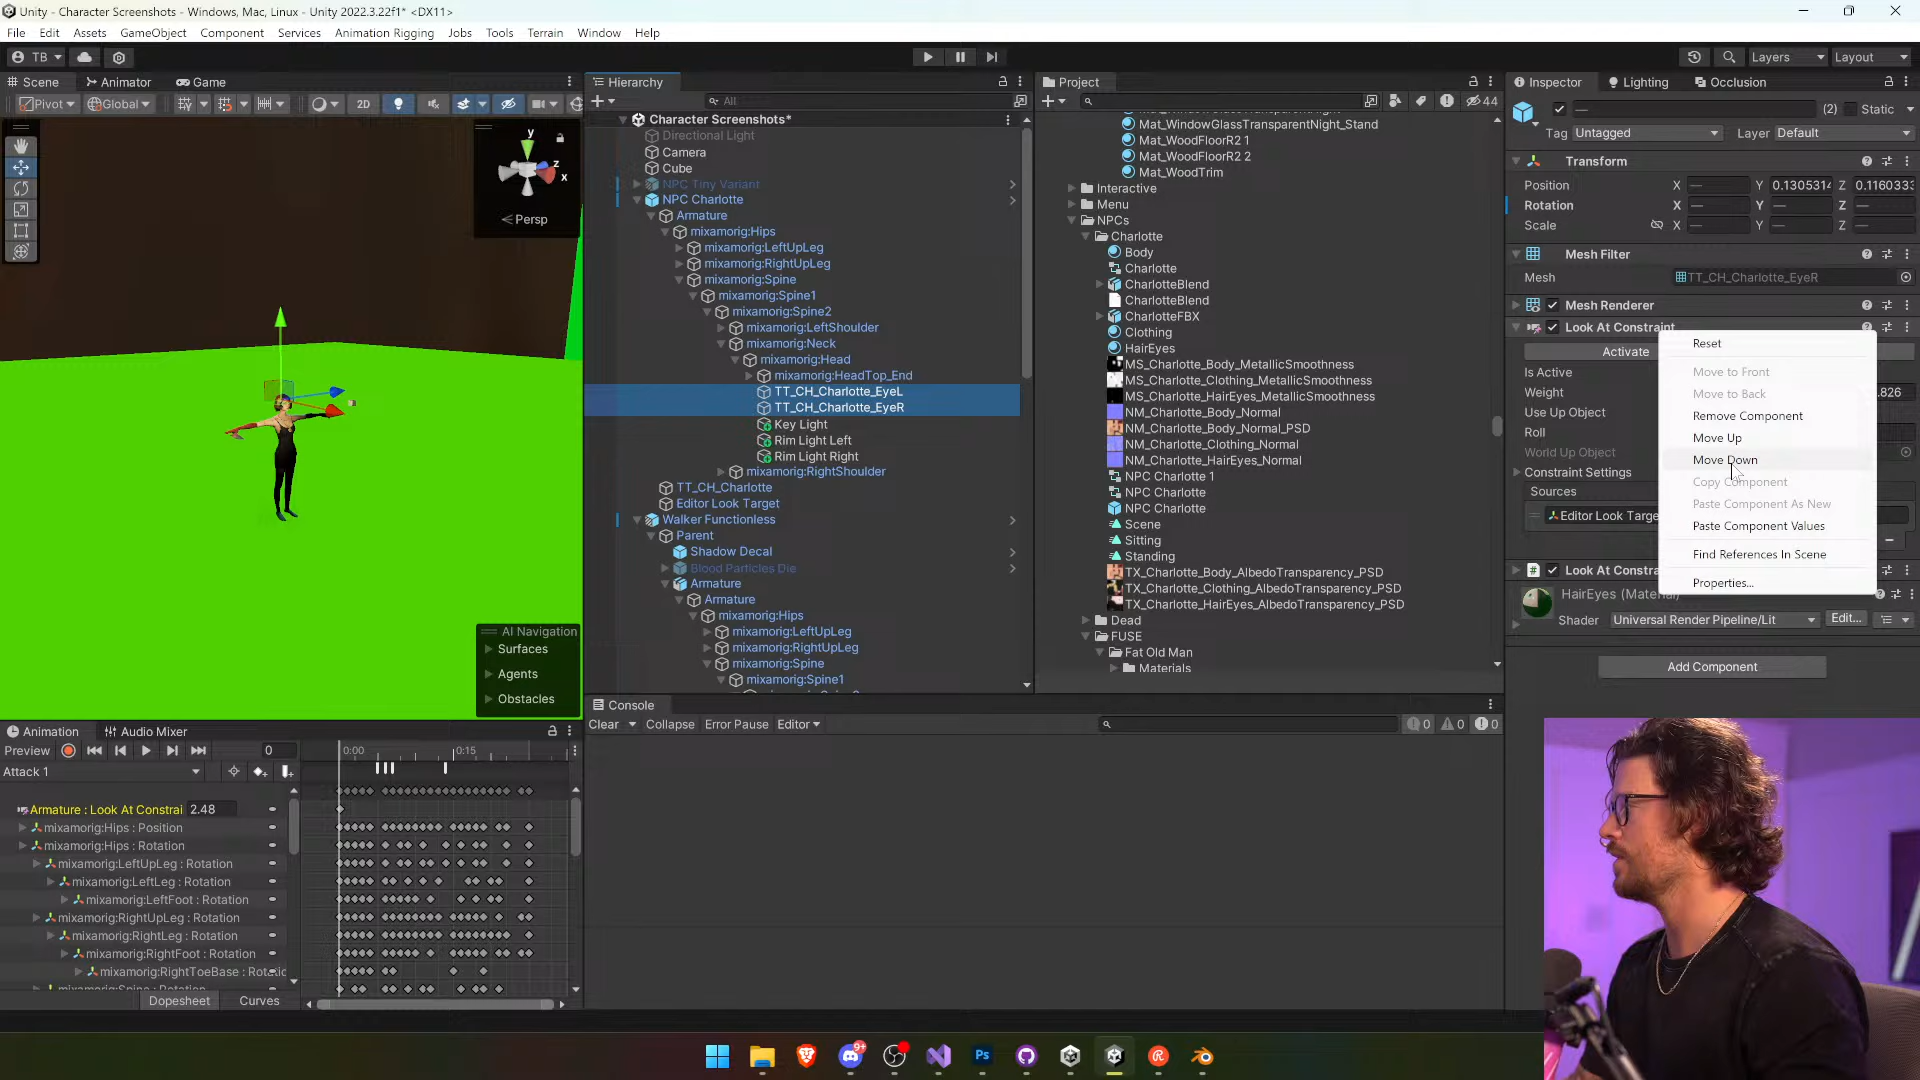 Unity - Character Screenshots - Windows, Mac, Linux - Unity 2022.3.22f1* <DX11>
File Edit Assets GameObject Component Services Animation Rigging Jobs Tools Terrain Window Help
TB
Layers Layout
Scene Animator Game
Pivot Global 2D
y
z
x
Persp
AI Navigation
Surfaces
Agents
Obstacles
Hierarchy
All
Character Screenshots*
Directional Light
Camera
Cube
NPC Tiny Variant
NPC Charlotte
Armature
mixamorig:Hips
mixamorig:LeftUpLeg
mixamorig:RightUpLeg
mixamorig:Spine
mixamorig:Spine1
mixamorig:Spine2
mixamorig:LeftShoulder
mixamorig:Neck
mixamorig:Head
mixamorig:HeadTop_End
TT_CH_Charlotte_EyeL
TT_CH_Charlotte_EyeR
Key Light
Rim Light Left
Rim Light Right
mixamorig:RightShoulder
TT_CH_Charlotte
Editor Look Target
Walker Functionless
Parent
Shadow Decal
Blood Particles Die
Armature
Armature
mixamorig:Hips
mixamorig:LeftUpLeg
mixamorig:RightUpLeg
mixamorig:Spine
mixamorig:Spine1
Project
44
Mat_WindowGlassTransparentNight_Stand
Mat_WoodFloorR2 1
Mat_WoodFloorR2 2
Mat_WoodTrim
Interactive
Menu
NPCs
Charlotte
Body
Charlotte
CharlotteBlend
CharlotteBlend
CharlotteFBX
Clothing
HairEyes
MS_Charlotte_Body_MetallicSmoothness
MS_Charlotte_Clothing_MetallicSmoothness
MS_Charlotte_HairEyes_MetallicSmoothness
NM_Charlotte_Body_Normal
NM_Charlotte_Body_Normal_PSD
NM_Charlotte_Clothing_Normal
NM_Charlotte_HairEyes_Normal
NPC Charlotte 1
NPC Charlotte
NPC Charlotte
Scene
Sitting
Standing
TX_Charlotte_Body_AlbedoTransparency_PSD
TX_Charlotte_Clothing_AlbedoTransparency_PSD
TX_Charlotte_HairEyes_AlbedoTransparency_PSD
Dead
FUSE
Fat Old Man
Materials
Inspector Lighting Occlusion
— (2) Static
Tag Untagged Layer Default
Transform
Position X — Y 0.130531 Z 0.116033
Rotation X — Y — Z —
Scale X — Y — Z —
Mesh Filter
Mesh TT_CH_Charlotte_EyeR
Mesh Renderer
Look At Constraint
Activate
Is Active
Weight .826
Use Up Object
Roll
World Up Object
Constraint Settings
Sources
Editor Look Targe
Look At Constra
HairEyes (Material)
Shader Universal Render Pipeline/Lit Edit...
Add Component
Reset
Move to Front
Move to Back
Remove Component
Move Up
Move Down
Copy Component
Paste Component As New
Paste Component Values
Find References In Scene
Properties...
Console
Clear Collapse Error Pause Editor 0 0 0
Animation Audio Mixer
Preview 0 0:00 0:15
Attack 1
Armature : Look At Constrai 2.48
mixamorig:Hips : Position
mixamorig:Hips : Rotation
mixamorig:LeftUpLeg : Rotation
mixamorig:LeftLeg : Rotation
mixamorig:LeftFoot : Rotation
mixamorig:RightUpLeg : Rotation
mixamorig:RightLeg : Rotation
mixamorig:RightFoot : Rotation
mixamorig:RightToeBase : Rotatic
mixamorig:Spine : Rotation
Dopesheet Curves
9+
Ps